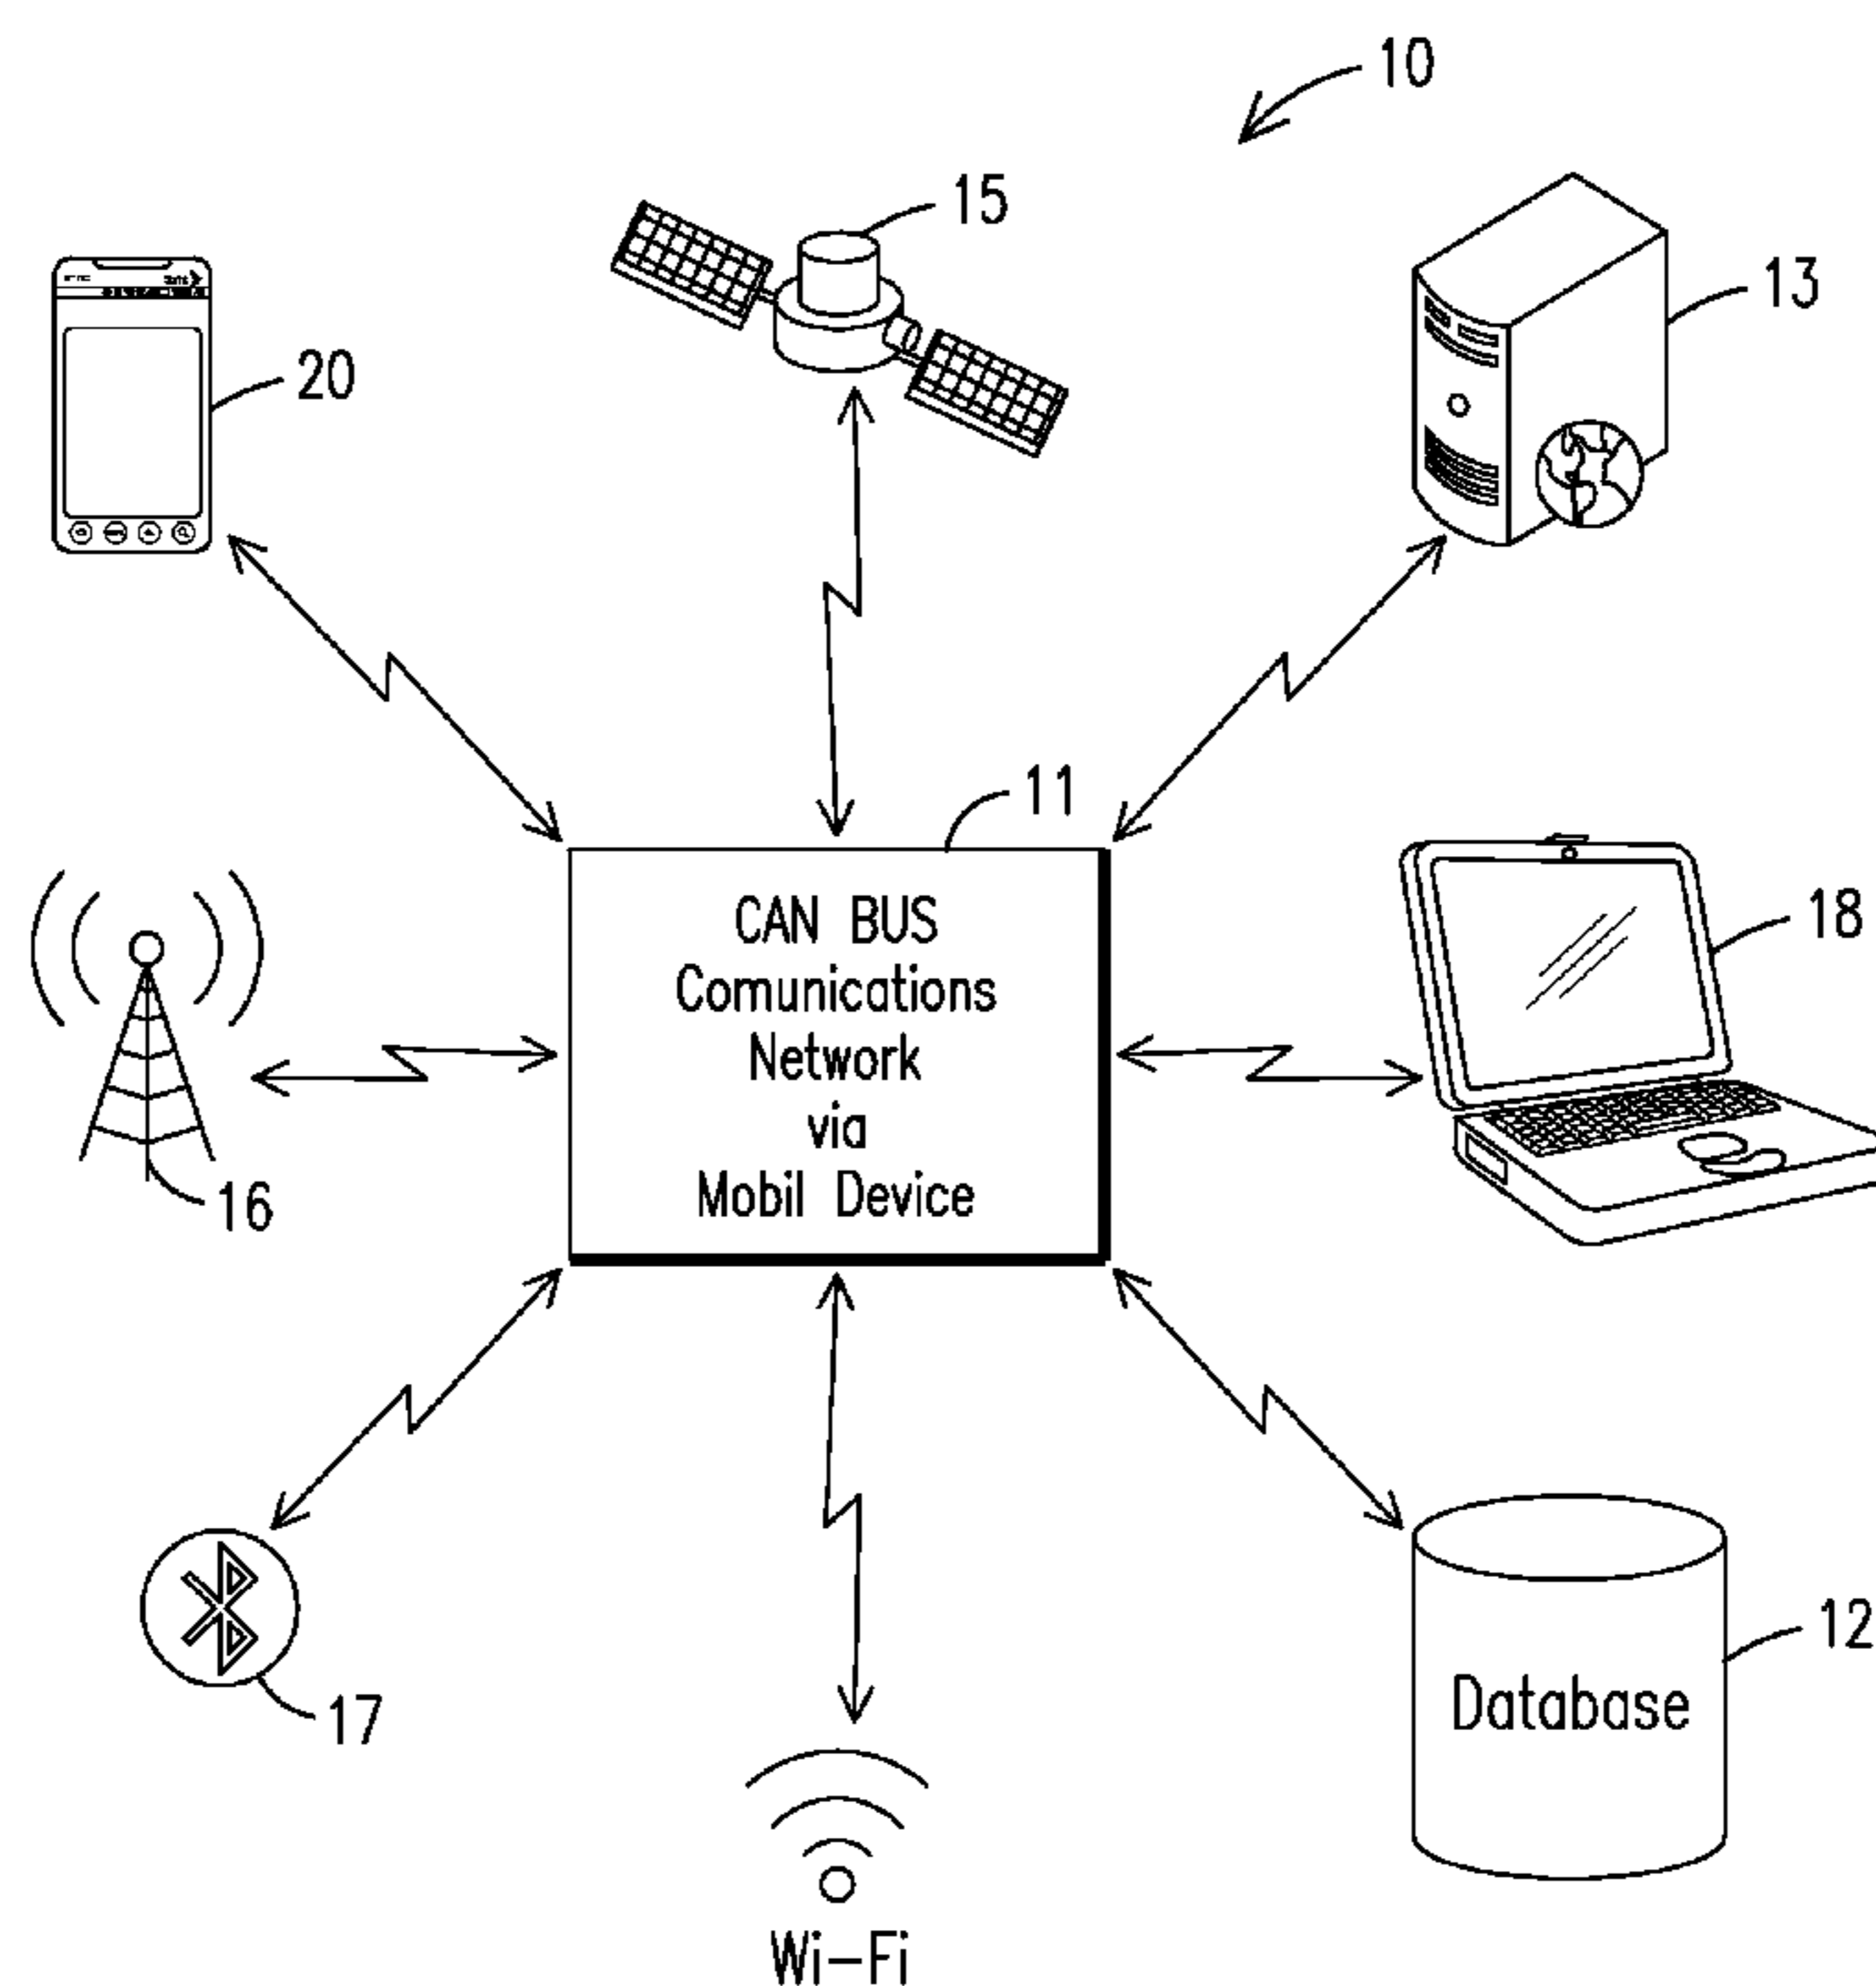 10
15
13
20
11
CAN BUS
Comunications
Network
via
Mobil Device
18
16
17
12
Database
Wi-Fi